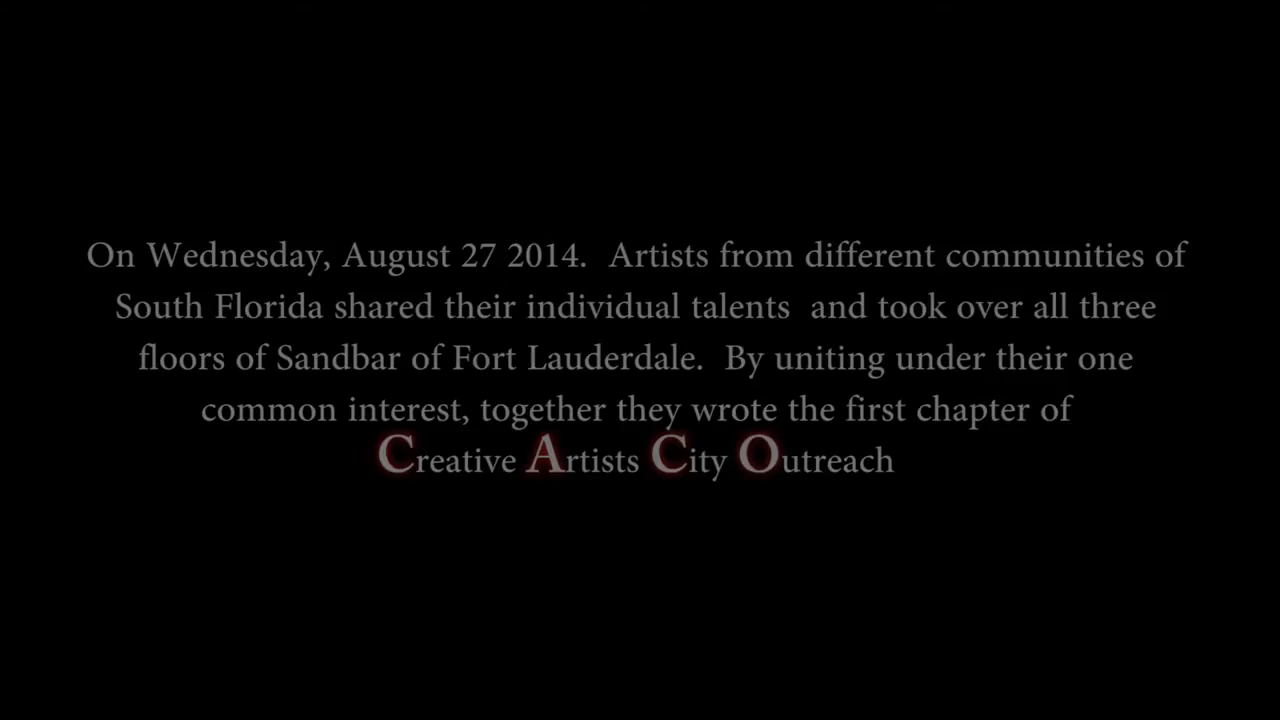 On Wednesday, August 27 2014.  Artists from different communities of
South Florida shared their individual talents  and took over all three
floors of Sandbar of Fort Lauderdale.  By uniting under their one
common interest, together they wrote the first chapter of
Creative Artists City Outreach